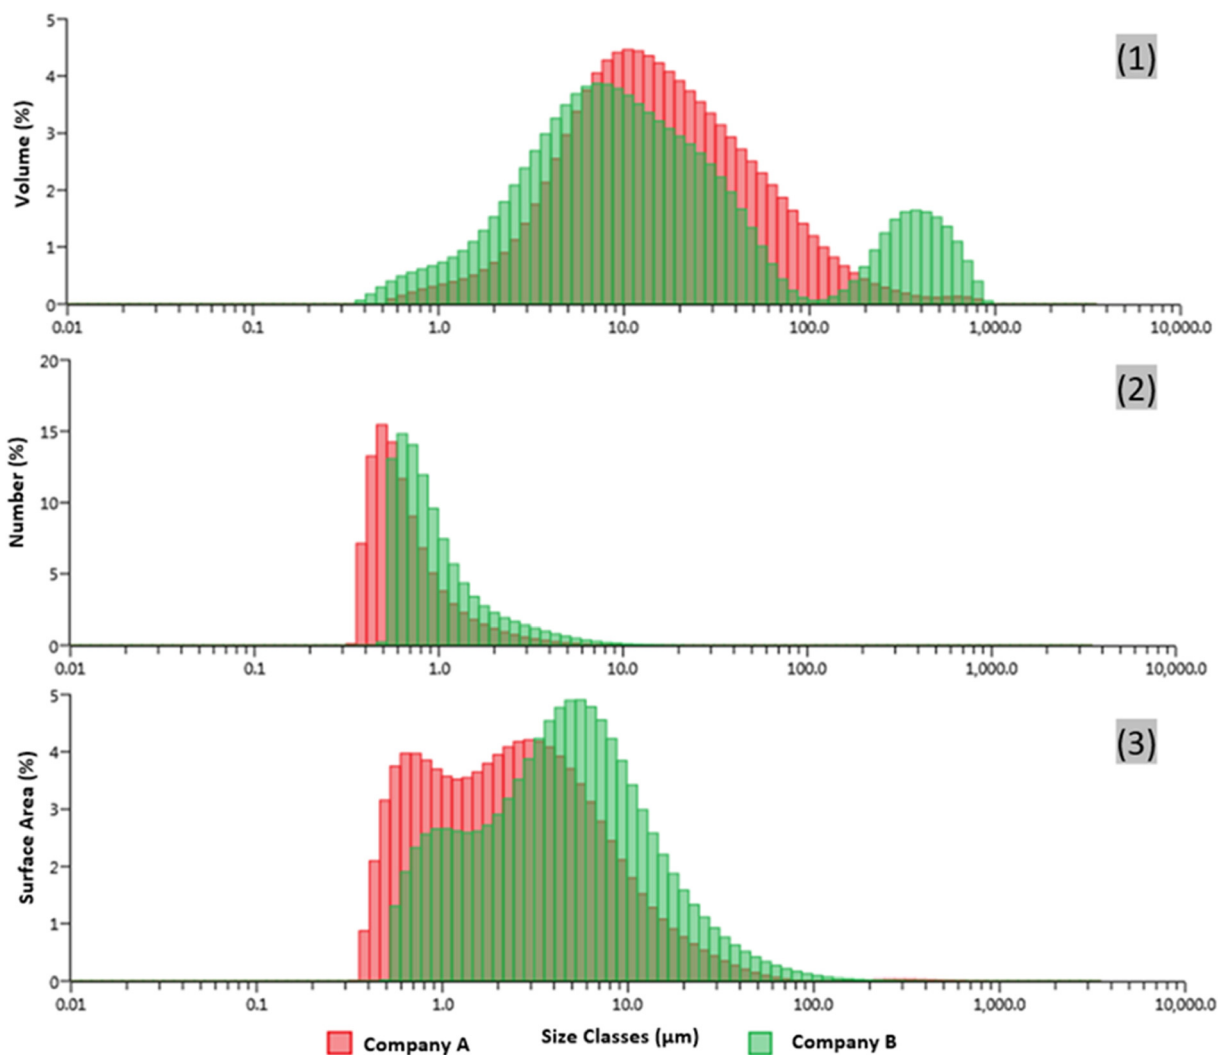 (1)
Volume (%)
5
4
3
2
1
0
0.01 0.1 1.0 10.0 100.0 1,000.0 10,000.0
(2)
Number (%)
20
15
10
5
0
0.01 0.1 1.0 10.0 100.0 1,000.0 10,000.0
(3)
Surface Area (%)
5
4
3
2
1
0
0.01 0.1 1.0 10.0 100.0 1,000.0 10,000.0
Size Classes (µm)
Company A Company B